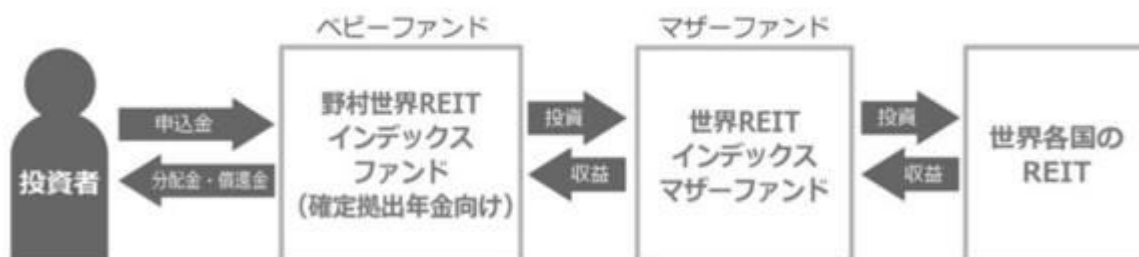 ベビーファンド
マザーファンド
投資者
申込金
分配金・償還金
野村世界REIT
インデックス
ファンド
（確定拠出年金向け）
投資
収益
世界REIT
インデックス
マザーファンド
投資
収益
世界各国の
REIT